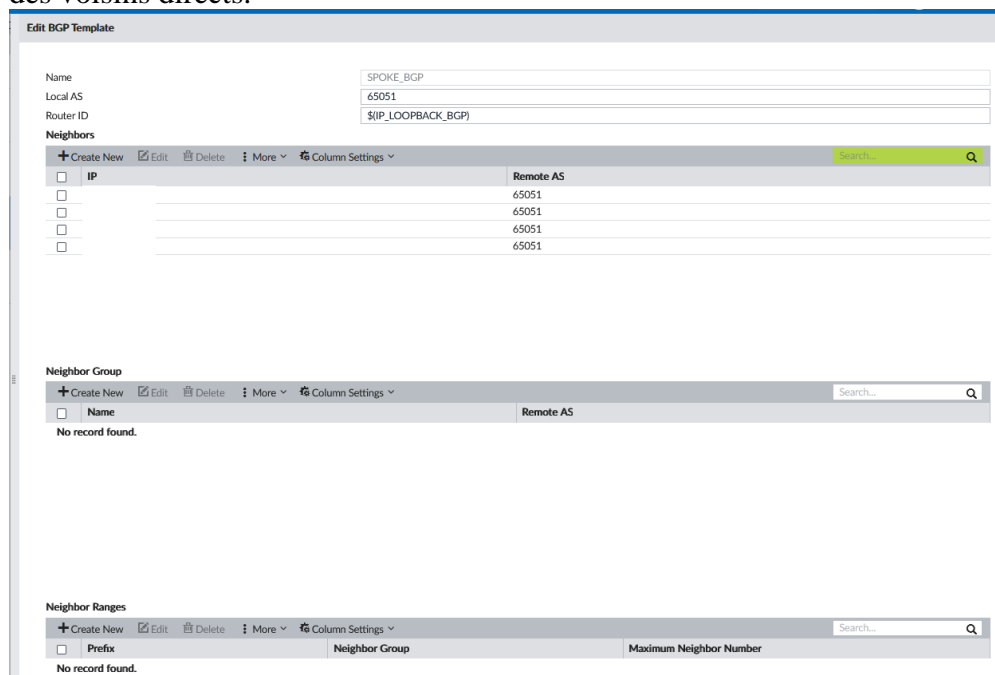 des voisins directs.
Edit BGP Template
Name SPOKE_BGP
Local AS 65051
Router ID $(IP_LOOPBACK_BGP)
Neighbors
Create New Edit Delete More Column Settings Search...
IP Remote AS
65051
65051
65051
65051
Neighbor Group
Create New Edit Delete More Column Settings Search...
Name Remote AS
No record found.
Neighbor Ranges
Create New Edit Delete More Column Settings Search...
Prefix Neighbor Group Maximum Neighbor Number
No record found.